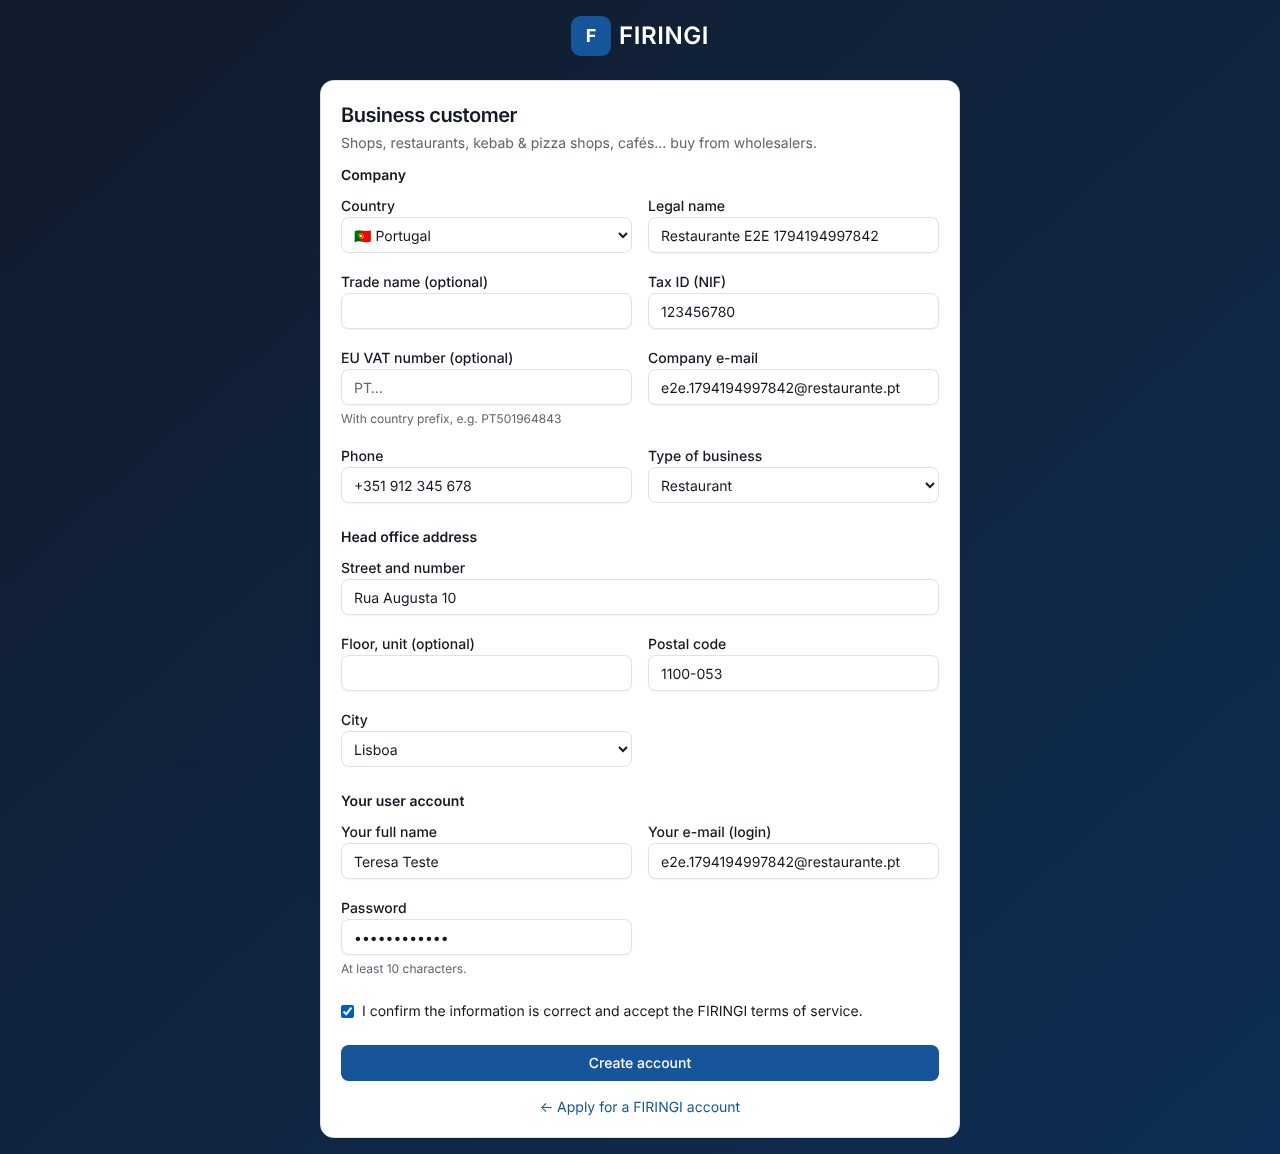 F FIRINGI
Business customer
Shops, restaurants, kebab & pizza shops, cafés… buy from wholesalers.
Company
Country
Legal name
🇵🇹 Portugal
Restaurante E2E 1794194997842
Trade name (optional)
Tax ID (NIF)
123456780
EU VAT number (optional)
Company e-mail
PT...
e2e.1794194997842@restaurante.pt
With country prefix, e.g. PT501964843
Phone
Type of business
+351 912 345 678
Restaurant
Head office address
Street and number
Rua Augusta 10
Floor, unit (optional)
Postal code
1100-053
City
Lisboa
Your user account
Your full name
Your e-mail (login)
Teresa Teste
e2e.1794194997842@restaurante.pt
Password
••••••••••••
At least 10 characters.
I confirm the information is correct and accept the FIRINGI terms of service.
Create account
← Apply for a FIRINGI account